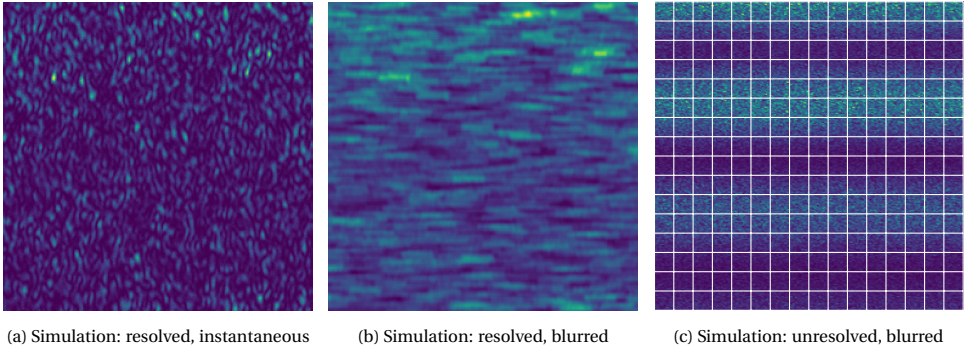 (a) Simulation: resolved, instantaneous
(b) Simulation: resolved, blurred
(c) Simulation: unresolved, blurred